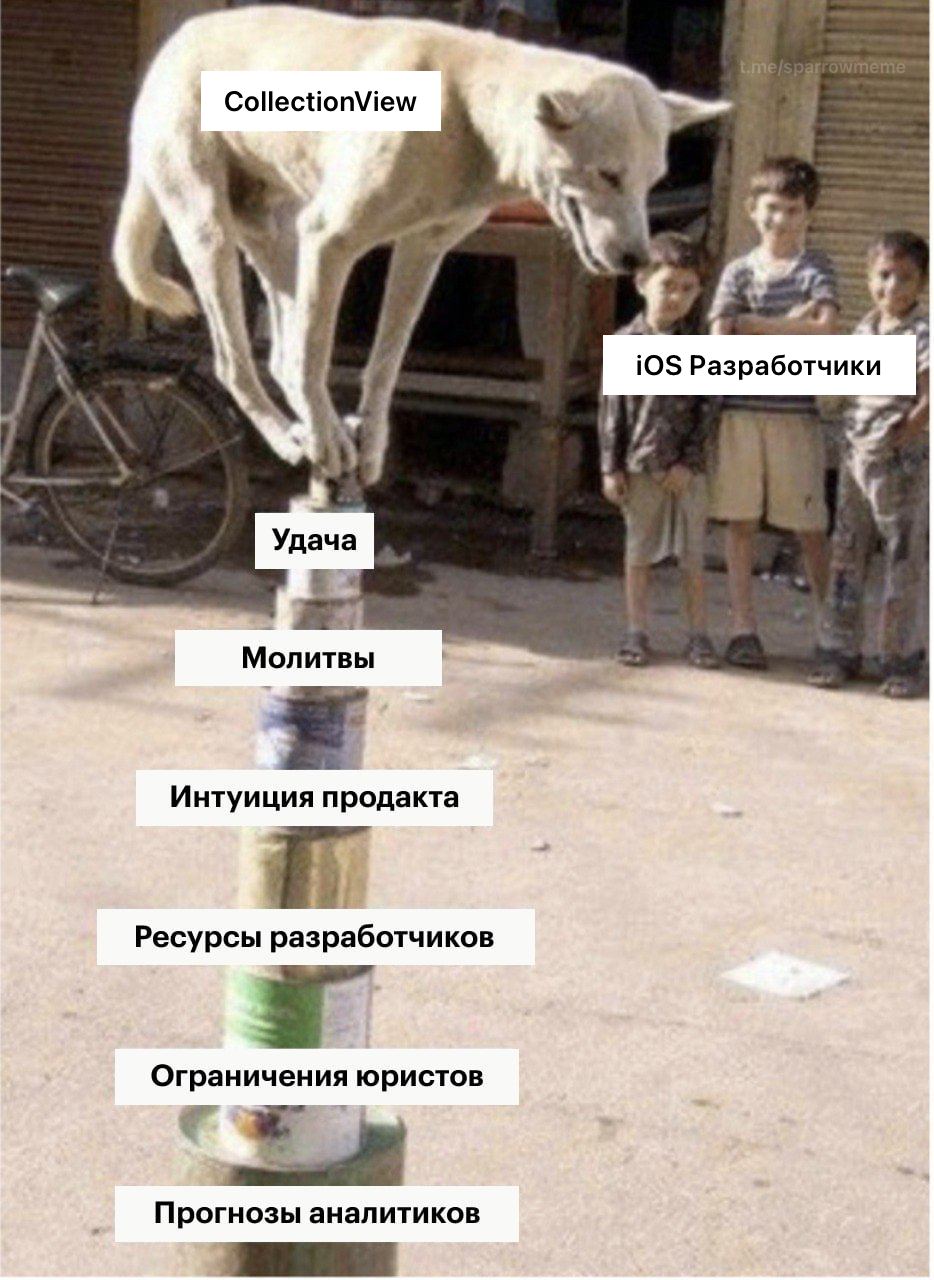 t.me/sparrowmeme
CollectionView
iOS Разработчики
Удача
Молитвы
Интуиция продакта
Ресурсы разработчиков
Ограничения юристов
Прогнозы аналитиков